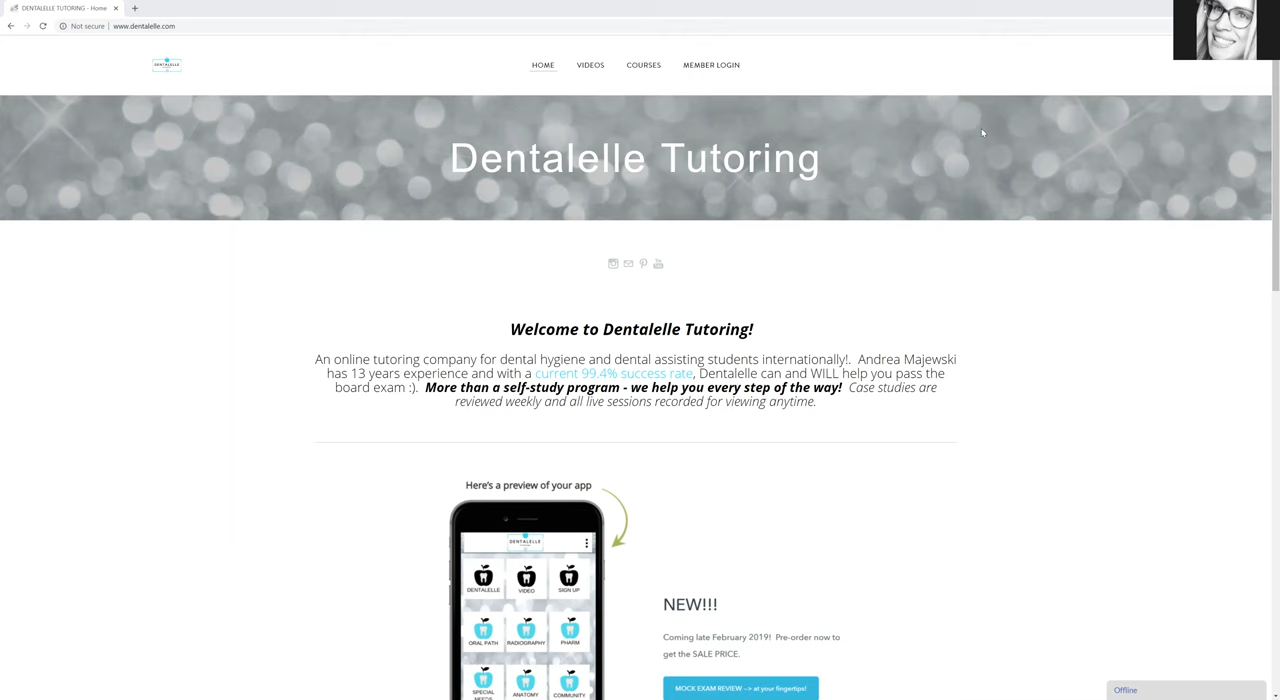 DENTALELLE TUTORING - Home
Not secure | www.dentalelle.com
DENTALELLE
HOME VIDEOS COURSES MEMBER LOGIN
Dentalelle Tutoring
Welcome to Dentalelle Tutoring!
An online tutoring company for dental hygiene and dental assisting students internationally!. Andrea Majewski
has 13 years experience and with a current 99.4% success rate, Dentalelle can and WILL help you pass the
board exam :). More than a self-study program - we help you every step of the way! Case studies are
reviewed weekly and all live sessions recorded for viewing anytime.
Here's a preview of your app
DENTALELLE
DENTALELLE VIDEO SIGN UP
ORAL PATH RADIOGRAPHY PHARM
SPECIAL NEEDS ANATOMY COMMUNITY
NEW!!!
Coming late February 2019! Pre-order now to
get the SALE PRICE.
MOCK EXAM REVIEW --> at your fingertips!
Offline